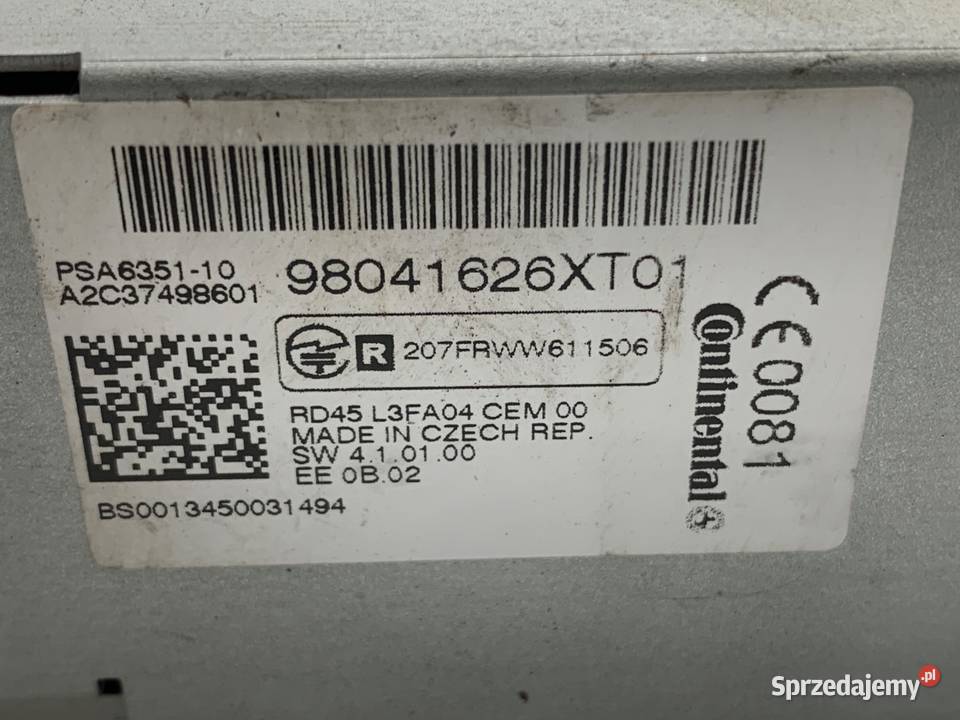 PSA6351-10
A2C37498601
98041626XT01
R 207FRWW611506
RD45 L3FA04 CEM 00
MADE IN CZECH REP.
SW 4.1.01.00
EE 0B.02
BS0013450031494
Continental
CE 0081
Sprzedajemy.pl